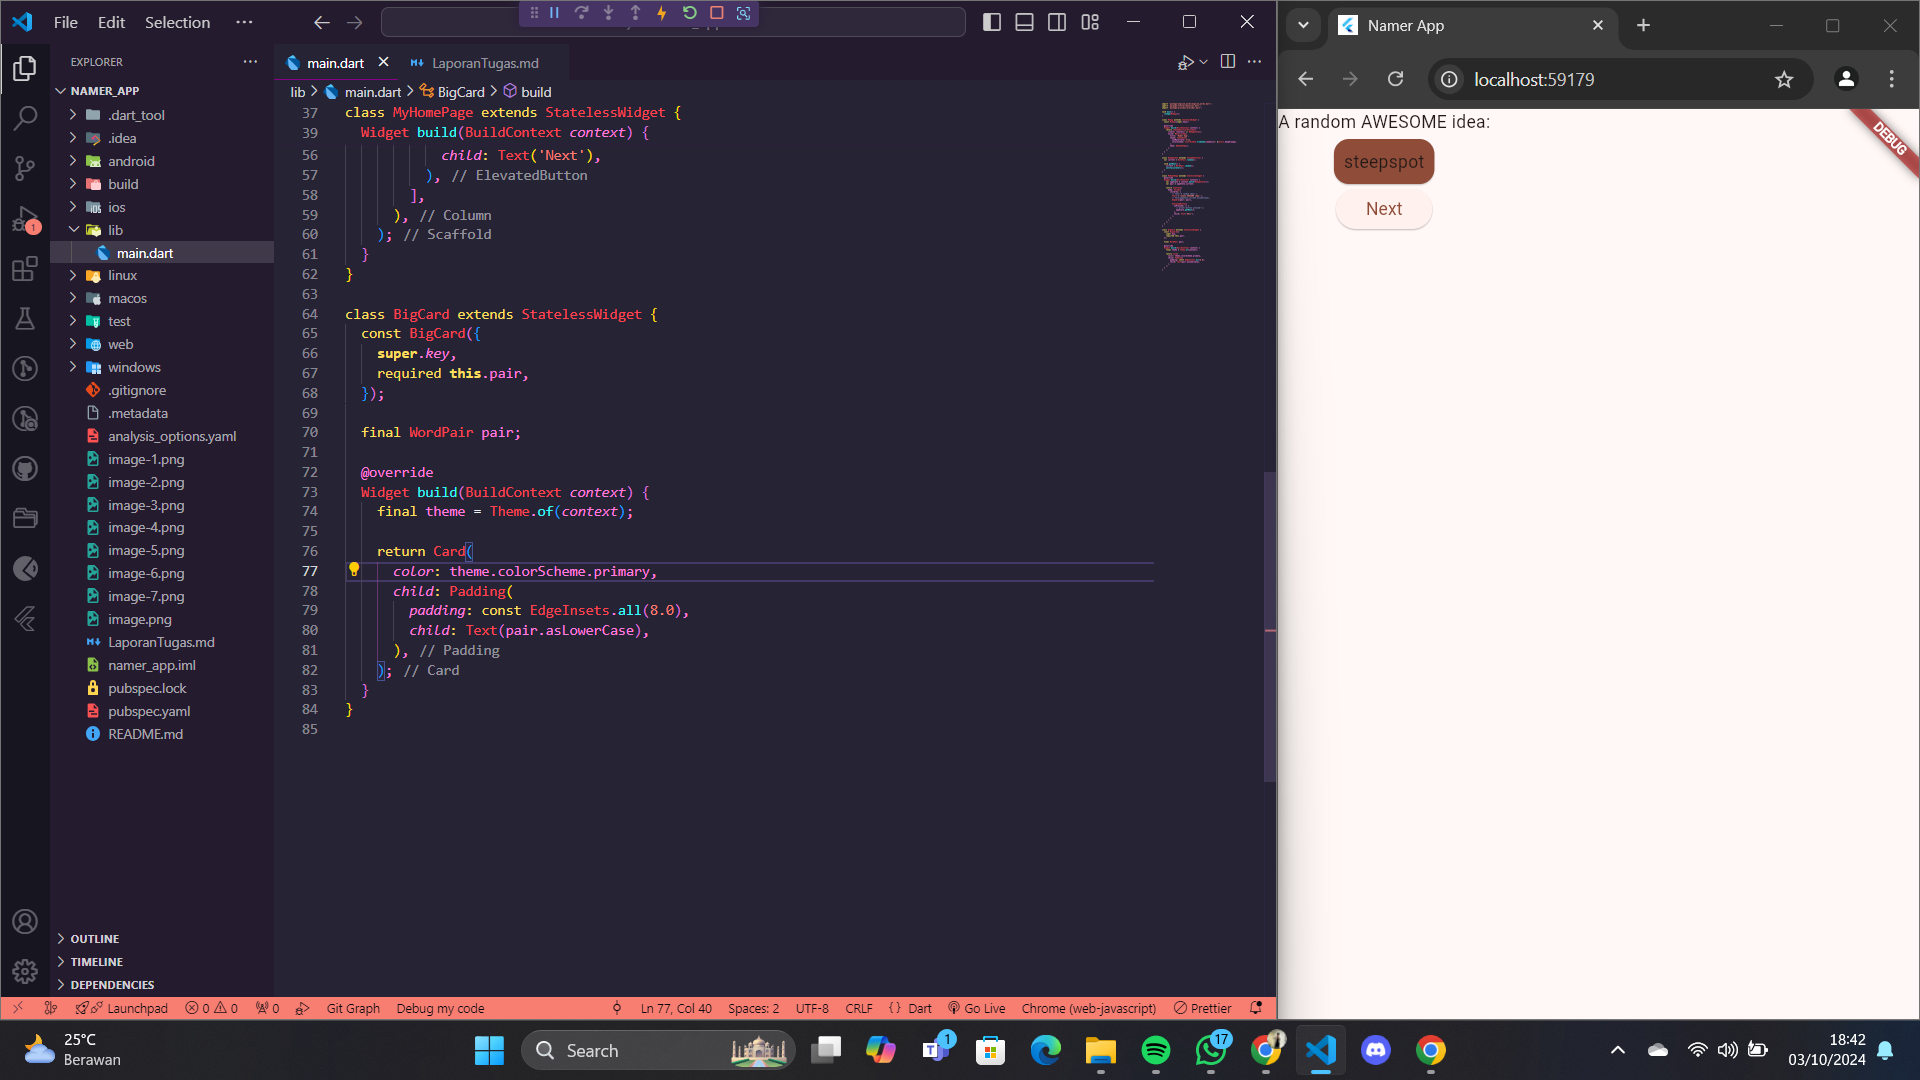 File Edit Selection ···
EXPLORER
NAMER_APP
.dart_tool
.idea
android
build
ios
lib
main.dart
linux
macos
test
web
windows
.gitignore
.metadata
analysis_options.yaml
image-1.png
image-2.png
image-3.png
image-4.png
image-5.png
image-6.png
image-7.png
image.png
LaporanTugas.md
namer_app.iml
pubspec.lock
pubspec.yaml
README.md
OUTLINE
TIMELINE
DEPENDENCIES
1
main.dart LaporanTugas.md
lib > main.dart > BigCard > build
37 class MyHomePage extends StatelessWidget {
39 Widget build(BuildContext context) {
56 child: Text('Next'),
57 ), // ElevatedButton
58 ],
59 ), // Column
60 ); // Scaffold
61 }
62 }
63
64 class BigCard extends StatelessWidget {
65 const BigCard({
66 super.key,
67 required this.pair,
68 });
69
70 final WordPair pair;
71
72 @override
73 Widget build(BuildContext context) {
74 final theme = Theme.of(context);
75
76 return Card(
77 color: theme.colorScheme.primary,
78 child: Padding(
79 padding: const EdgeInsets.all(8.0),
80 child: Text(pair.asLowerCase),
81 ), // Padding
82 ); // Card
83 }
84 }
85
Launchpad 0 0 0 Git Graph Debug my code Ln 77, Col 40 Spaces: 2 UTF-8 CRLF {} Dart Go Live Chrome (web-javascript) Prettier
Namer App
localhost:59179
A random AWESOME idea:
steepspot
Next
DEBUG
25°C
Berawan
Search
1
17
18:42
03/10/2024